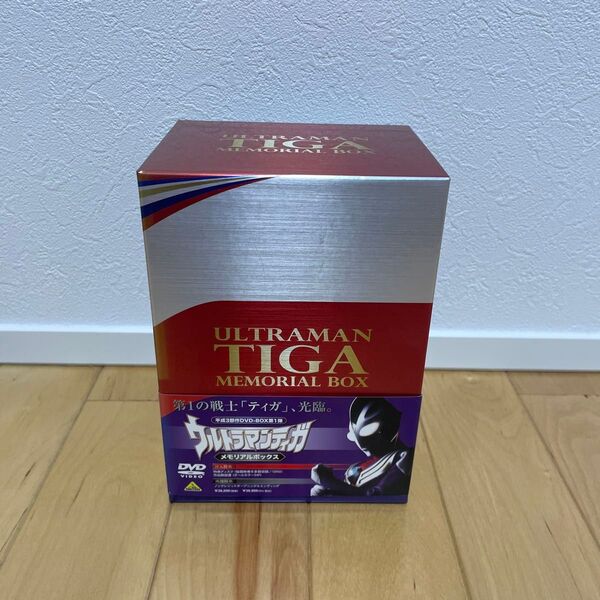 ULTRAMAN
TIGA
MEMORIAL BOX
ULTRAMAN
TIGA
MEMORIAL BOX
第1の戦士「ティガ」、光臨。
平成3部作DVD-BOX第1弾
ウルトラマンティガ
メモリアルボックス
DVD
VIDEO